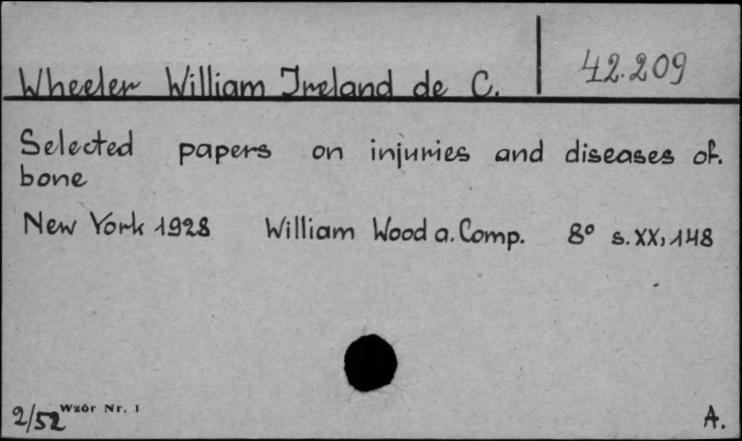 Wheeler William Ireland de C.
42.209
Selected papers on injuries and diseases of.
bone
New York 1928 William Wood a. Comp. 8° s. XX, 148
2/52
Wzór Nr. 1
A.